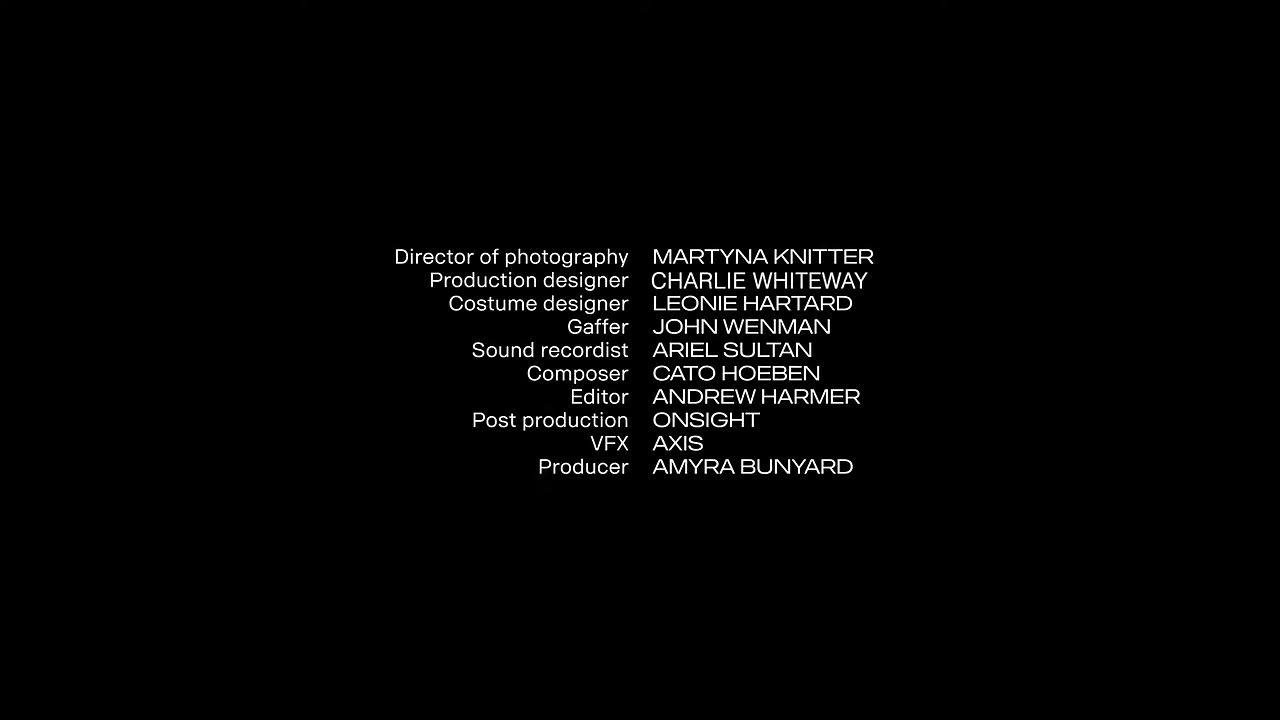 Director of photography MARTYNA KNITTER
Production designer CHARLIE WHITEWAY
Costume designer LEONIE HARTARD
Gaffer JOHN WENMAN
Sound recordist ARIEL SULTAN
Composer CATO HOEBEN
Editor ANDREW HARMER
Post production ONSIGHT
VFX AXIS
Producer AMYRA BUNYARD